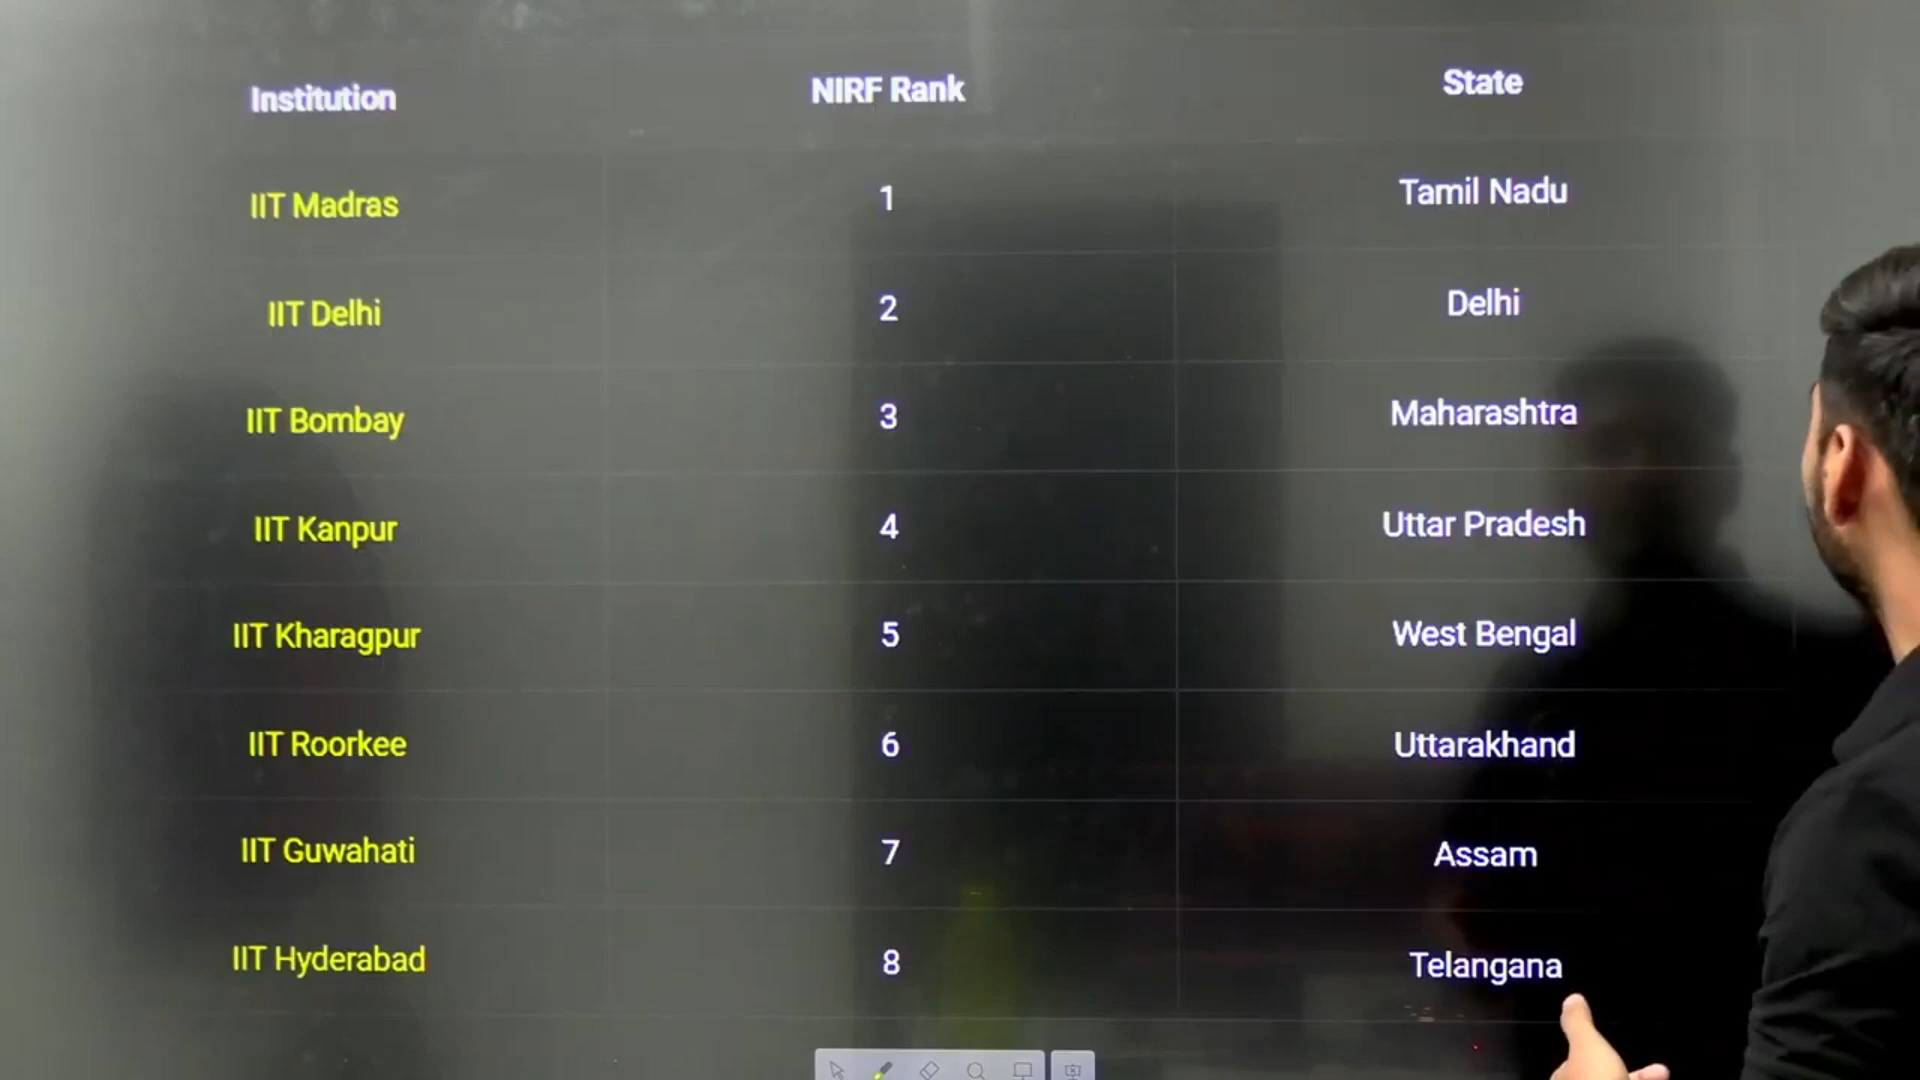 Institution NIRF Rank State
IIT Madras 1 Tamil Nadu
IIT Delhi 2 Delhi
IIT Bombay 3 Maharashtra
IIT Kanpur 4 Uttar Pradesh
IIT Kharagpur 5 West Bengal
IIT Roorkee 6 Uttarakhand
IIT Guwahati 7 Assam
IIT Hyderabad 8 Telangana